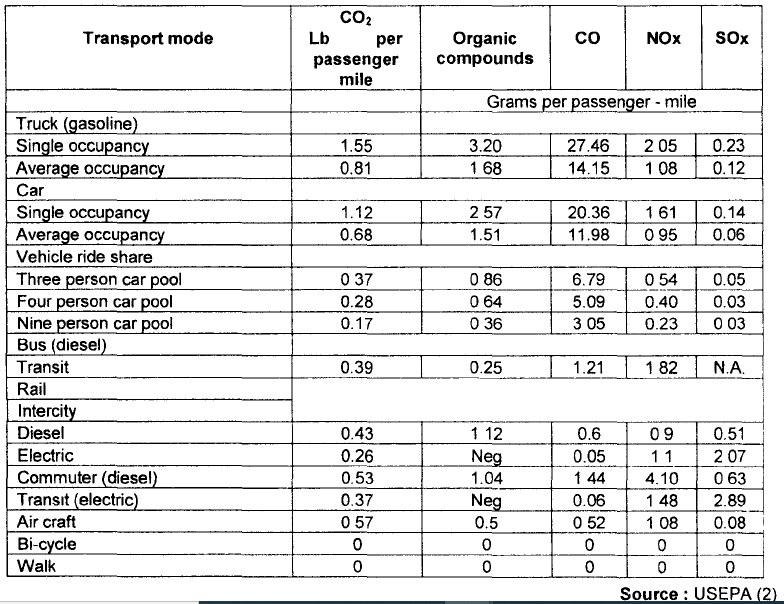 Transport mode CO2 Lb per passenger mile Organic compounds CO NOx SOx
Grams per passenger - mile
Truck (gasoline)
Single occupancy 1.55 3.20 27.46 2 05 0.23
Average occupancy 0.81 1 68 14.15 1 08 0.12
Car
Single occupancy 1.12 2 57 20.36 1 61 0.14
Average occupancy 0.68 1.51 11.98 0 95 0.06
Vehicle ride share
Three person car pool 0 37 0 86 6.79 0 54 0.05
Four person car pool 0.28 0 64 5.09 0.40 0.03
Nine person car pool 0.17 0 36 3 05 0.23 0 03
Bus (diesel)
Transit 0.39 0.25 1.21 1 82 N.A.
Rail
Intercity
Diesel 0.43 1 12 0.6 0 9 0.51
Electric 0.26 Neg 0.05 1 1 2 07
Commuter (diesel) 0.53 1.04 1 44 4.10 0 63
Transit (electric) 0.37 Neg 0.06 1 48 2.89
Air craft 0 57 0.5 0 52 1 08 0.08
Bi-cycle 0 0 0 0 0
Walk 0 0 0 0 0
Source : USEPA (2)